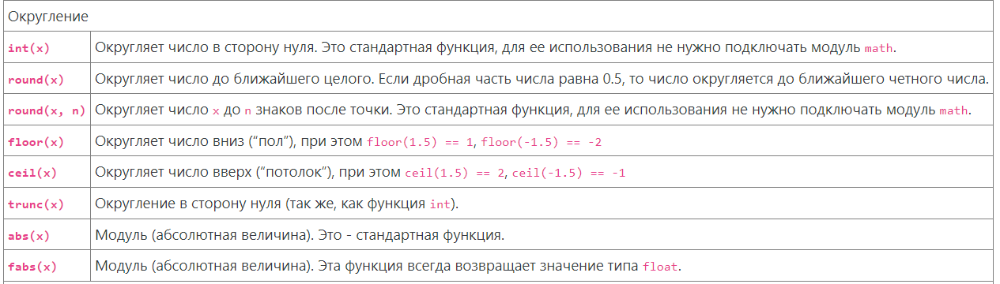 Округление
int(x) Округляет число в сторону нуля. Это стандартная функция, для ее использования не нужно подключать модуль math.
round(x) Округляет число до ближайшего целого. Если дробная часть числа равна 0.5, то число округляется до ближайшего четного числа.
round(x, n) Округляет число x до n знаков после точки. Это стандартная функция, для ее использования не нужно подключать модуль math.
floor(x) Округляет число вниз (“пол”), при этом floor(1.5) == 1, floor(-1.5) == -2
ceil(x) Округляет число вверх (“потолок”), при этом ceil(1.5) == 2, ceil(-1.5) == -1
trunc(x) Округление в сторону нуля (так же, как функция int).
abs(x) Модуль (абсолютная величина). Это - стандартная функция.
fabs(x) Модуль (абсолютная величина). Эта функция всегда возвращает значение типа float.